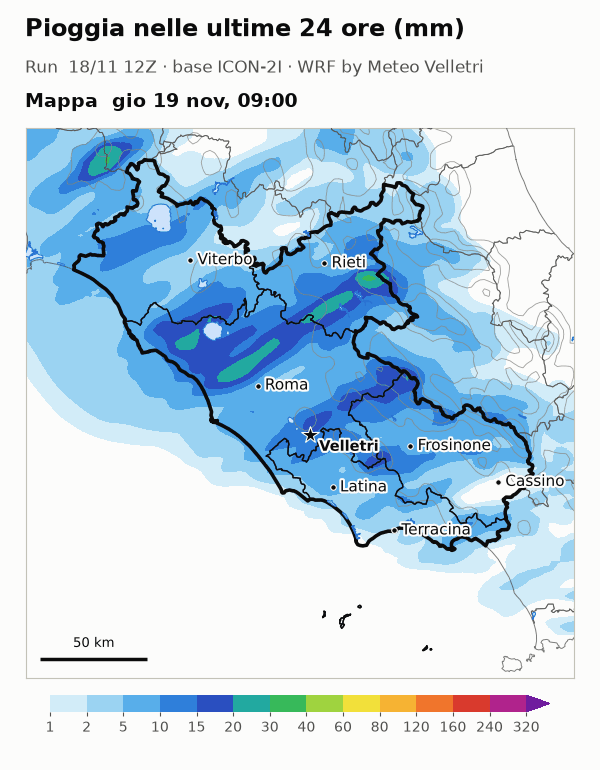 Pioggia nelle ultime 24 ore (mm)
Run 18/11 12Z · base ICON-2I · WRF by Meteo Velletri
Mappa gio 19 nov, 09:00
Viterbo
Rieti
Roma
Velletri
Frosinone
Cassino
Latina
Terracina
50 km
1 2 5 10 15 20 30 40 60 80 120 160 240 320